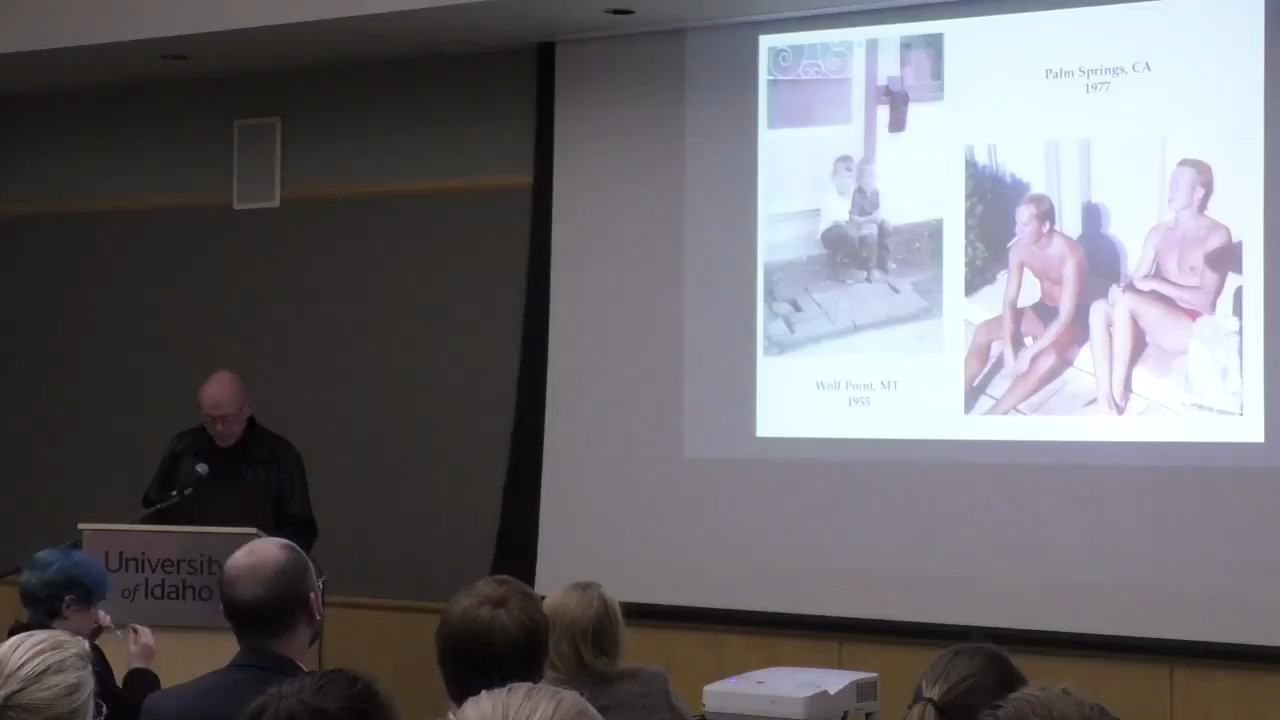 Palm Springs, CA
1977
Wolf Point, MT
1955
University
of Idaho